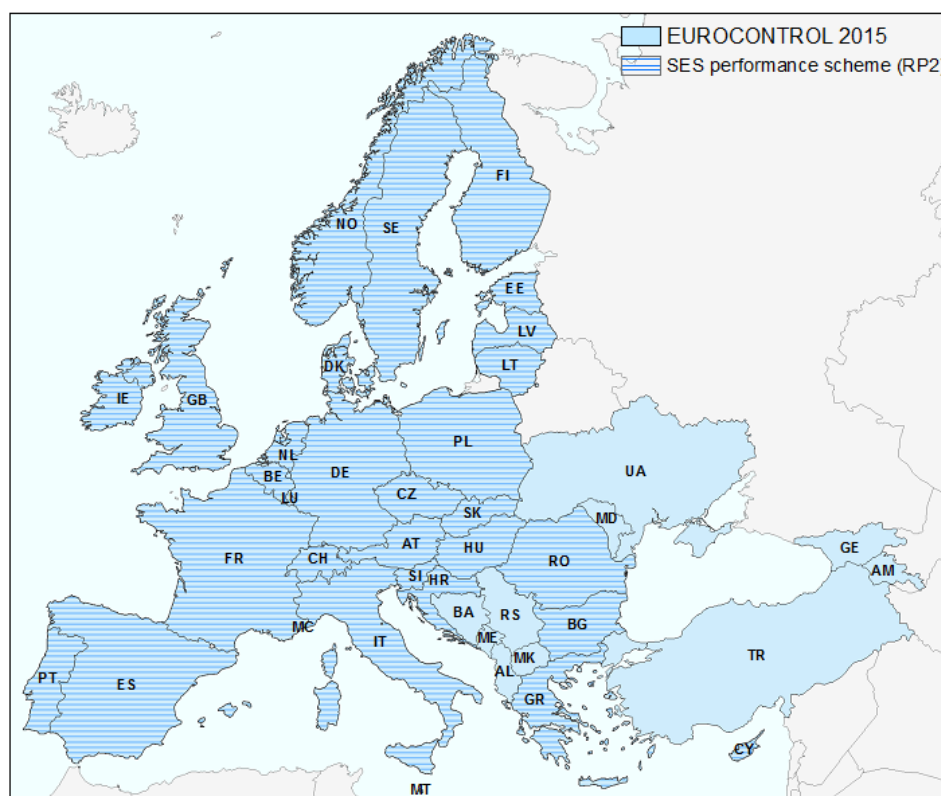 EUROCONTROL 2015
SES performance scheme (RP2)
FI
NO
SE
EE
LV
LT
DK
IE
GB
NL
BE
LU
DE
PL
CZ
SK
UA
MD
FR
CH
AT
HU
RO
SI
HR
BA
RS
BG
GE
AM
MC
IT
ME
MK
AL
TR
PT
ES
GR
CY
MT